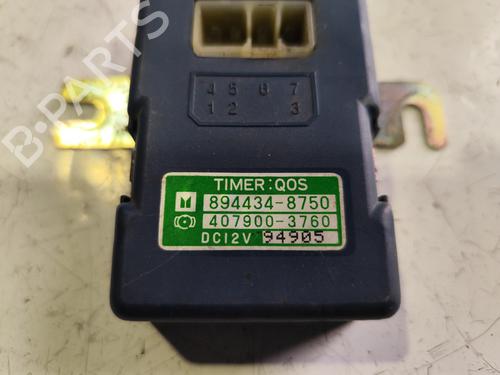 B-PARTS
4 5 6 7
1 2 3
TIMER:QOS
894434-8750
407900-3760
DC12V 94905